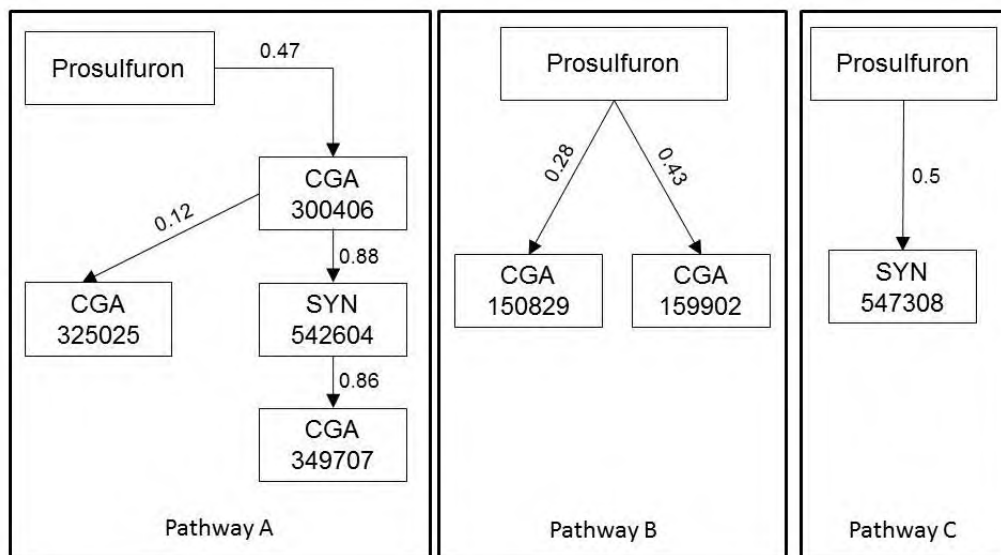 Prosulfuron
0.47
CGA
300406
0.12
0.88
CGA
325025
SYN
542604
0.86
CGA
349707
Pathway A
Prosulfuron
0.28
0.43
CGA
150829
CGA
159902
Pathway B
Prosulfuron
0.5
SYN
547308
Pathway C